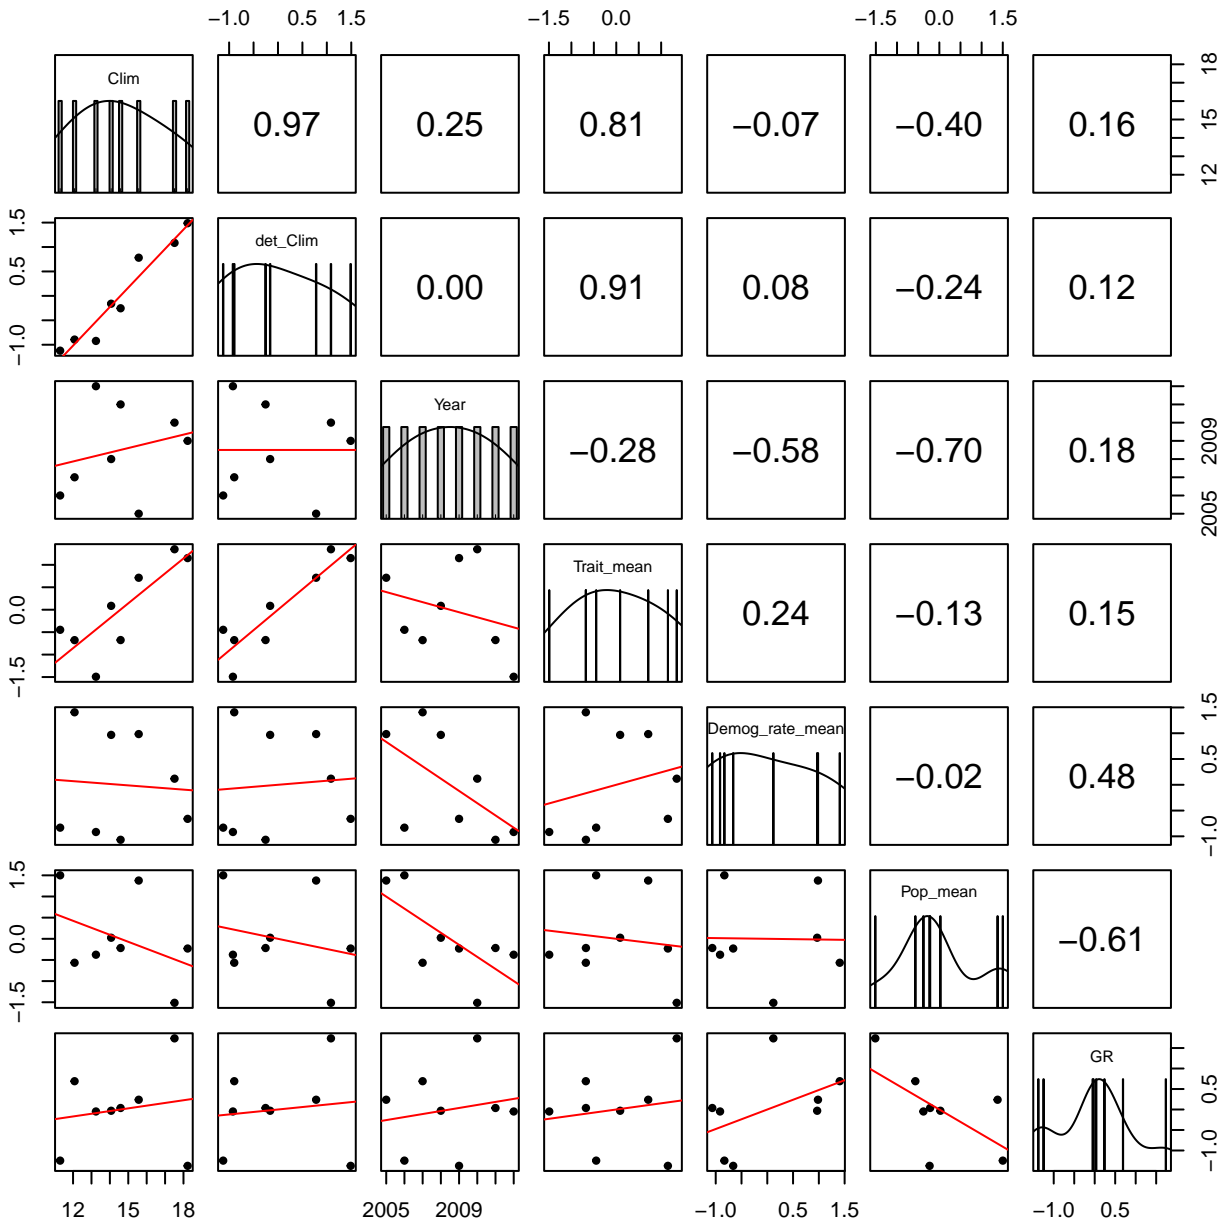 −1.0 0.5 1.5 −1.5 0.0 −1.5 0.0 1.5
Clim 0.97 0.25 0.81 −0.07 −0.40 0.16
12 15 18
−1.0 0.5 1.5
det_Clim 0.00 0.91 0.08 −0.24 0.12
Year −0.28 −0.58 −0.70 0.18
2005 2009
−1.5 0.0
Trait_mean 0.24 −0.13 0.15
Demog_rate_mean −0.02 0.48
−1.0 0.5 1.5
−1.5 0.0 1.5
Pop_mean −0.61
GR
−1.0 0.5
12 15 18 2005 2009 −1.0 0.5 1.5 −1.0 0.5